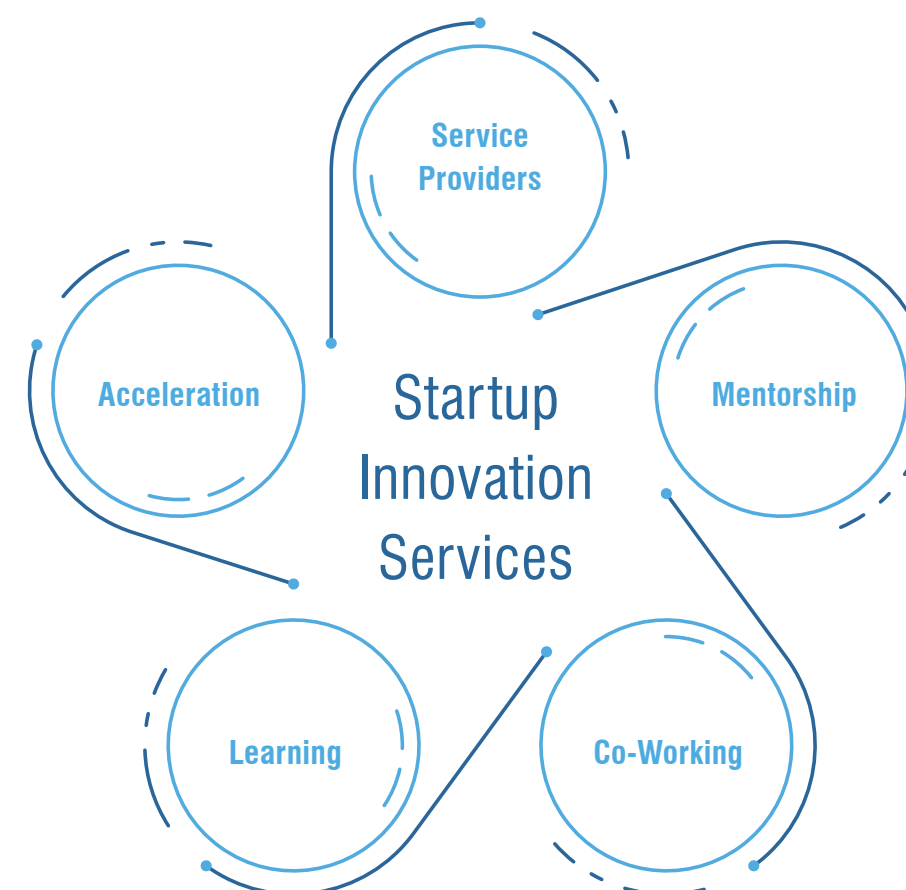 Service
Providers
Acceleration
Startup
Innovation
Services
Mentorship
Learning
Co-Working